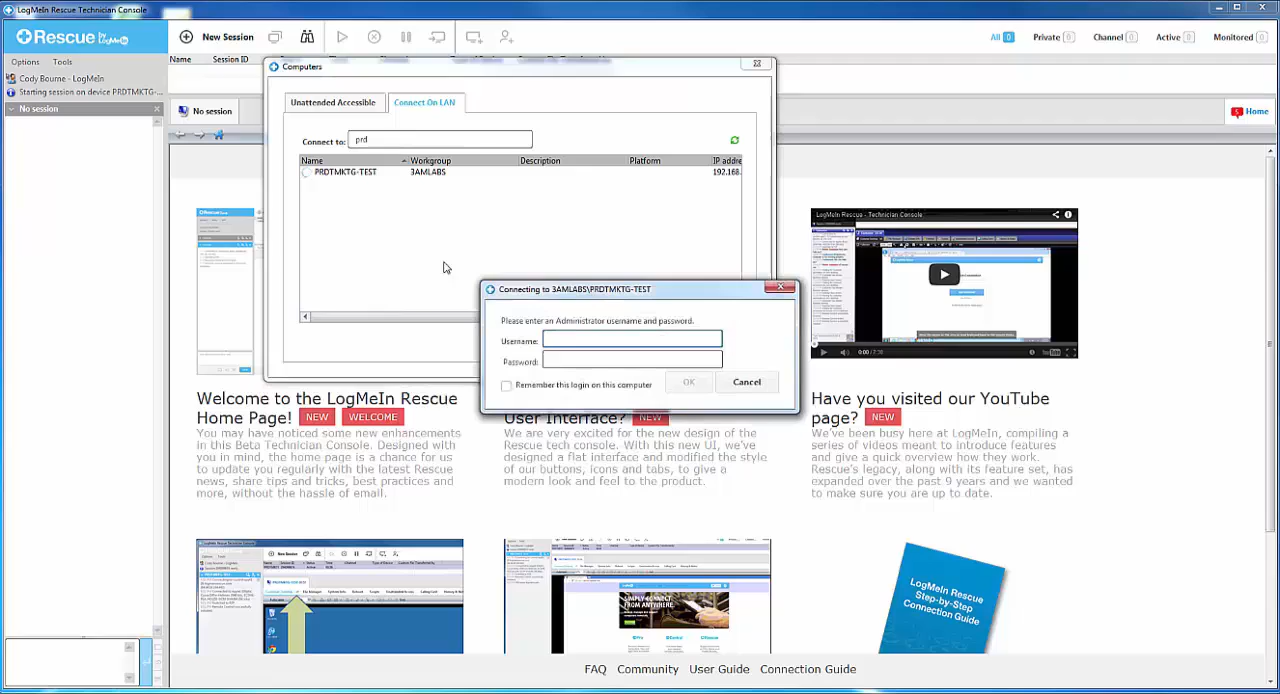 LogMeIn Rescue Technician Console
Rescue by LogMeIn
New Session
All 0
Private 0
Channel 0
Active 0
Monitored 0
Options Tools
Name Session ID
Cody Bourne - LogMeIn
Starting session on device PRDTMKTG-...
No session
No session
Home
Computers
Unattended Accessible
Connect On LAN
Connect to: prd
Name Workgroup Description Platform IP addre
PRDTMKTG-TEST 3AMLABS 192.168.
Connecting to 3AMLABS\PRDTMKTG-TEST
Please enter an Administrator username and password.
Username:
Password:
Remember this login on this computer
OK
Cancel
LogMeIn Rescue - Technician Console
Welcome to the LogMeIn Rescue
Home Page! NEW WELCOME
You may have noticed some new enhancements
in this Beta Technician Console. Designed with
you in mind, the home page is a chance for us
to update you regularly with the latest Rescue
news, share tips and tricks, best practices and
more, without the hassle of email.
User Interface? NEW
We are very excited for the new design of the
Rescue tech console. With this new UI, we've
designed a flat interface and modified the style
of our buttons, icons and tabs, to give a
modern look and feel to the product.
Have you visited our YouTube
page? NEW
We've been busy here at LogMeIn, compiling a
series of videos meant to introduce features
and give a quick overview how they work.
Rescue's legacy, along with its feature set, has
expanded over the past 9 years and we wanted
to make sure you are up to date.
SIMPLY CONNECT
FROM ANYWHERE.
LogMeIn Rescue
Step-by-Step
Connection Guide
FAQ Community User Guide Connection Guide